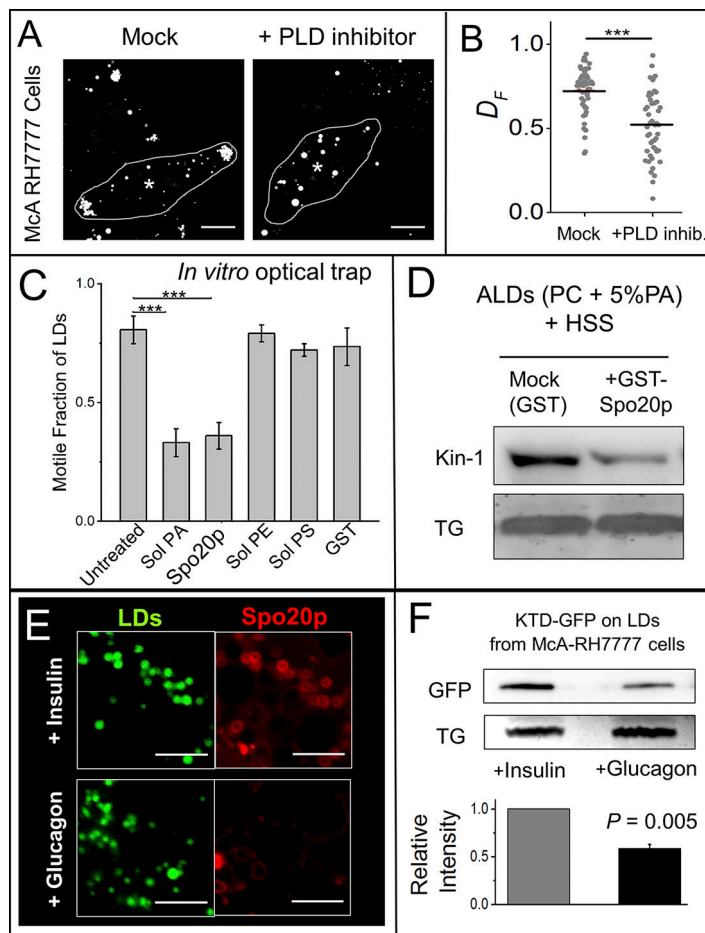 A
Mock
+ PLD inhibitor
McA RH7777 Cells
*
*
B
***
D_F
1.0
0.5
0.0
Mock
+PLD inhib.
C
In vitro optical trap
***
***
Motile Fraction of LDs
1.0
0.5
0.0
Untreated
Sol PA
Spo20p
Sol PE
Sol PS
GST
D
ALDs (PC + 5%PA)
+ HSS
Mock
(GST)
+GST-
Spo20p
Kin-1
TG
E
LDs
Spo20p
+ Insulin
+ Glucagon
F
KTD-GFP on LDs
from McA-RH7777 cells
GFP
TG
+Insulin
+Glucagon
Relative
Intensity
1.0
0.5
0.0
P = 0.005